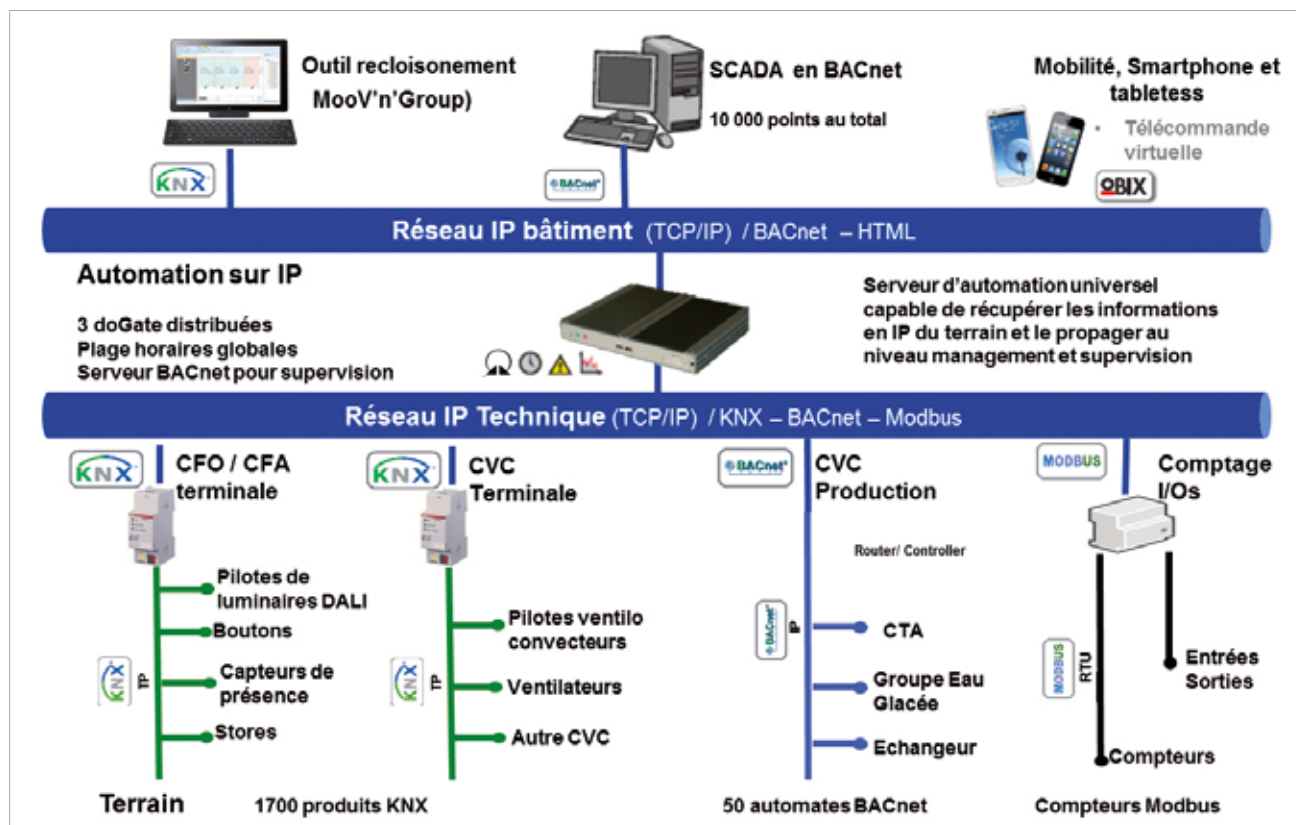 Outil recloisonement
MooV'n'Group)
SCADA en BACnet
10 000 points au total
Mobilité, Smartphone et
tabletess
• Télécommande
virtuelle
KNX
BACnet
OBIX
Réseau IP bâtiment (TCP/IP) / BACnet – HTML
Automation sur IP
3 doGate distribuées
Plage horaires globales
Serveur BACnet pour supervision
Serveur d'automation universel
capable de récupérer les informations
en IP du terrain et le propager au
niveau management et supervision
Réseau IP Technique (TCP/IP) / KNX – BACnet – Modbus
KNX
CFO / CFA
terminale
KNX
CVC
Terminale
BACnet
CVC
Production
MODBUS
Comptage
I/Os
Router/ Controller
Pilotes de
luminaires DALI
Boutons
Capteurs de
présence
Stores
KNX
TP
Pilotes ventilo
convecteurs
Ventilateurs
Autre CVC
KNX
TP
BACnet
IP
CTA
Groupe Eau
Glacée
Echangeur
MODBUS
RTU
Entrées
Sorties
Compteurs
Terrain
1700 produits KNX
50 automates BACnet
Compteurs Modbus